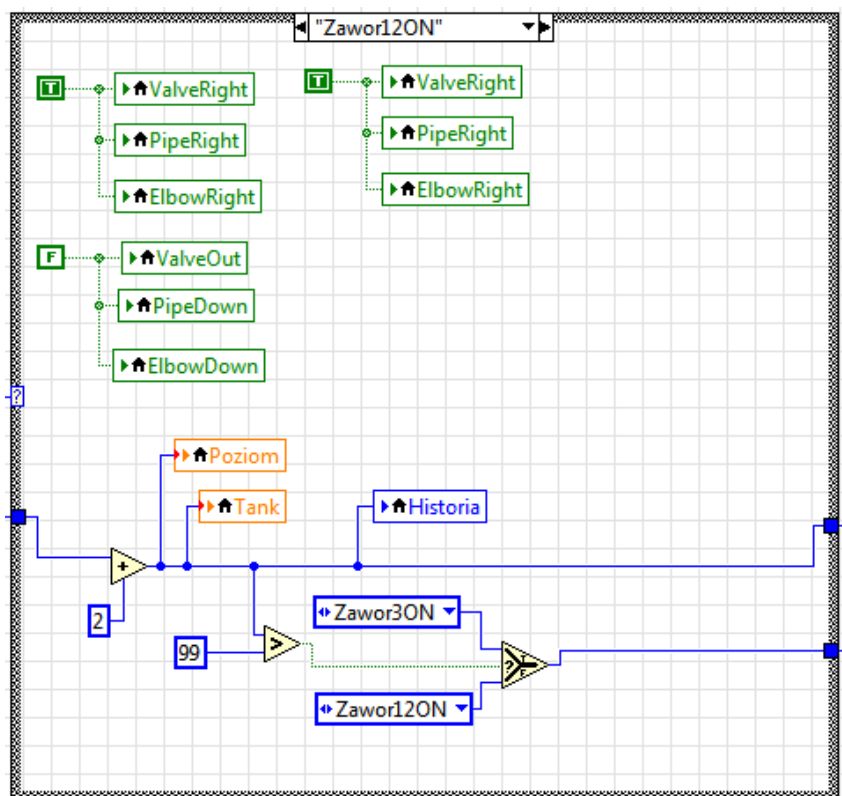 "Zawor12ON"
T
ValveRight
PipeRight
ElbowRight
T
ValveRight
PipeRight
ElbowRight
F
ValveOut
PipeDown
ElbowDown
?
Poziom
Tank
Historia
+
2
Zawor3ON
99
>
?
T
F
Zawor12ON